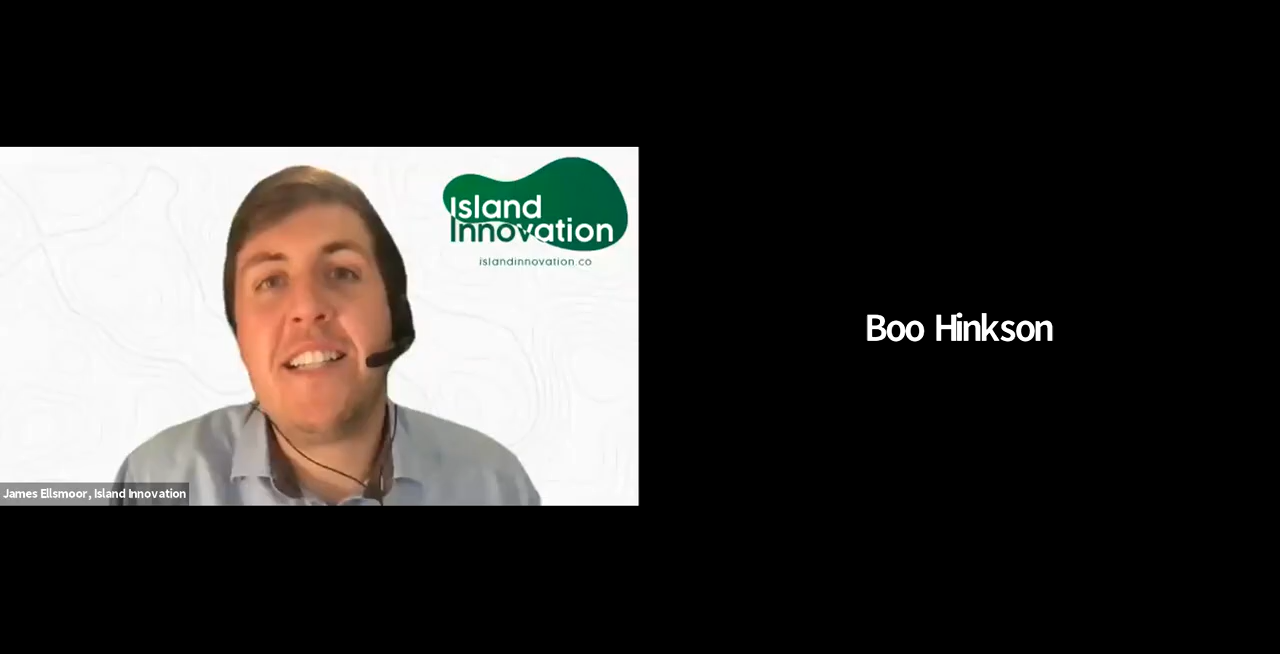 Island
Innovation
islandinnovation.co
Boo Hinkson
James Ellsmoor, Island Innovation